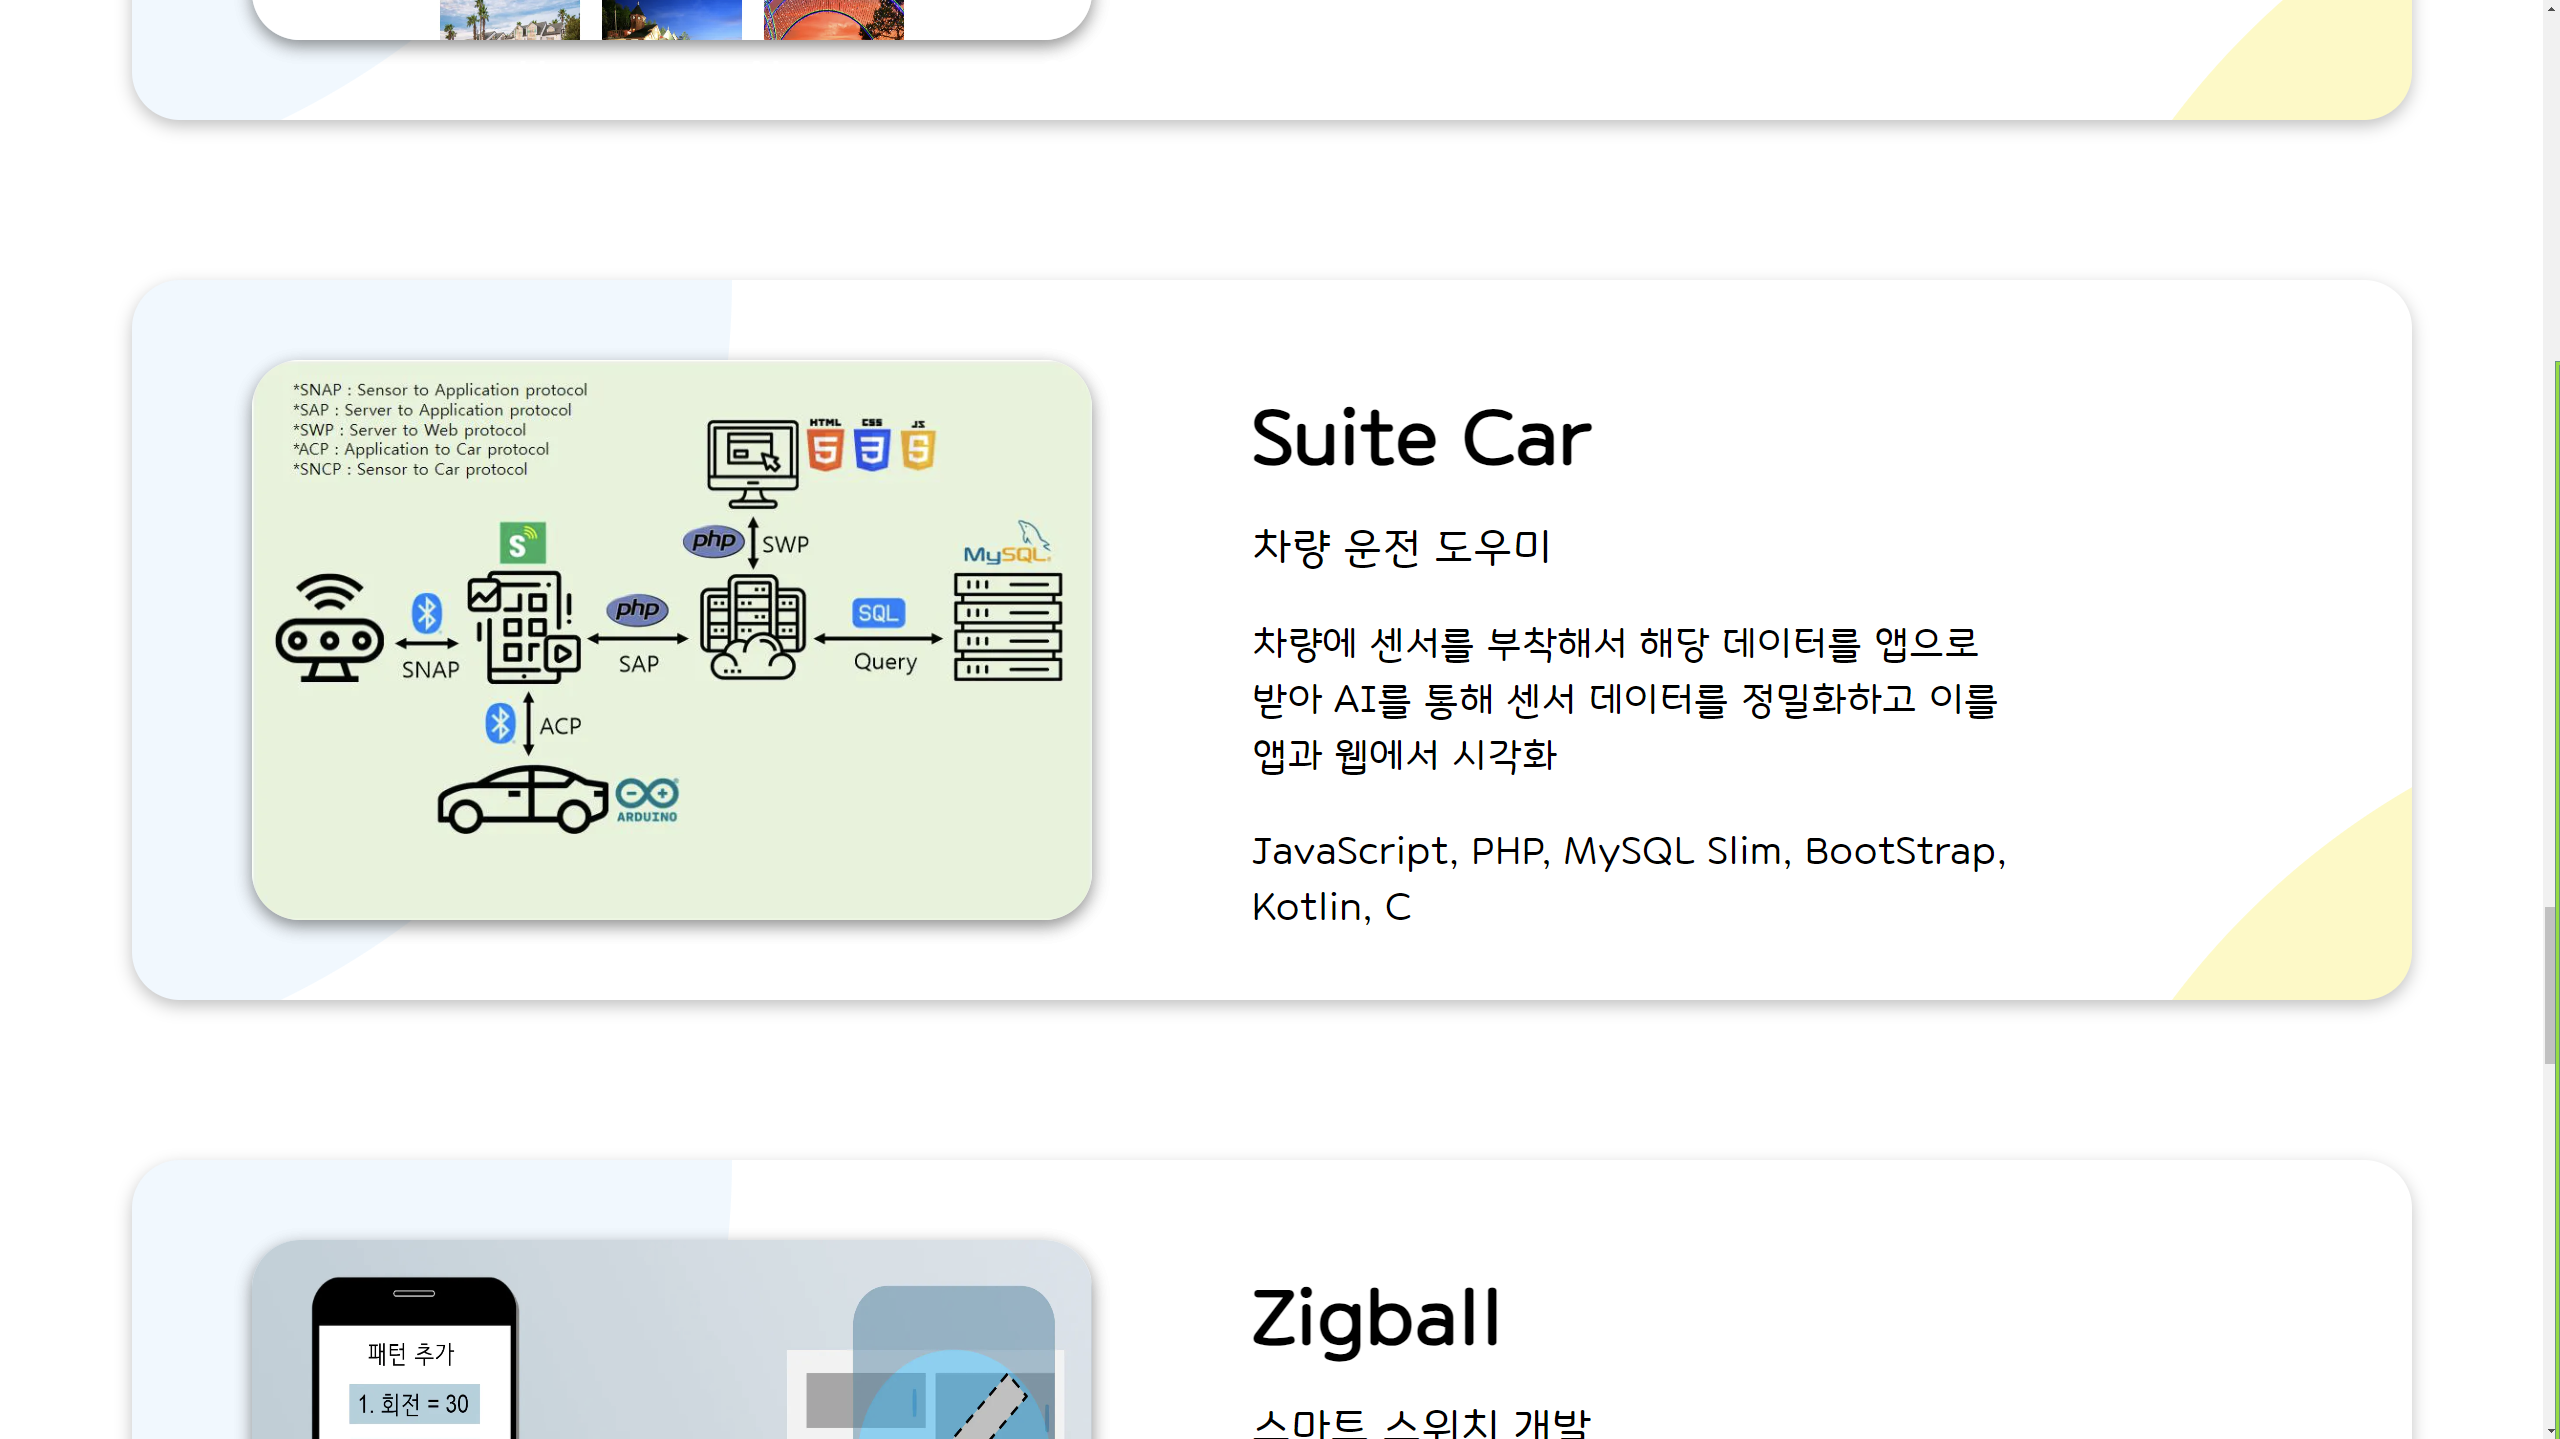 *SNAP : Sensor to Application protocol
*SAP : Server to Application protocol
*SWP : Server to Web protocol
*ACP : Application to Car protocol
*SNCP : Sensor to Car protocol
HTML CSS JS
5 3 5
php SWP
MySQL
S
php
SQL
SNAP
SAP
Query
ACP
ARDUINO
Suite Car
차량 운전 도우미
차량에 센서를 부착해서 해당 데이터를 앱으로
받아 AI를 통해 센서 데이터를 정밀화하고 이를
앱과 웹에서 시각화
JavaScript, PHP, MySQL Slim, BootStrap,
Kotlin, C
패턴 추가
1. 회전 = 30
Zigball
스마트 스위치 개발